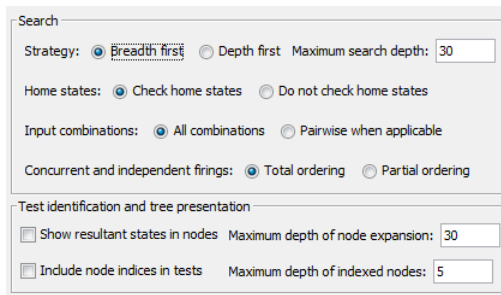 Search
Strategy: Breadth first Depth first Maximum search depth: 30
Home states: Check home states Do not check home states
Input combinations: All combinations Pairwise when applicable
Concurrent and independent firings: Total ordering Partial ordering
Test identification and tree presentation
Show resultant states in nodes Maximum depth of node expansion: 30
Include node indices in tests Maximum depth of indexed nodes: 5